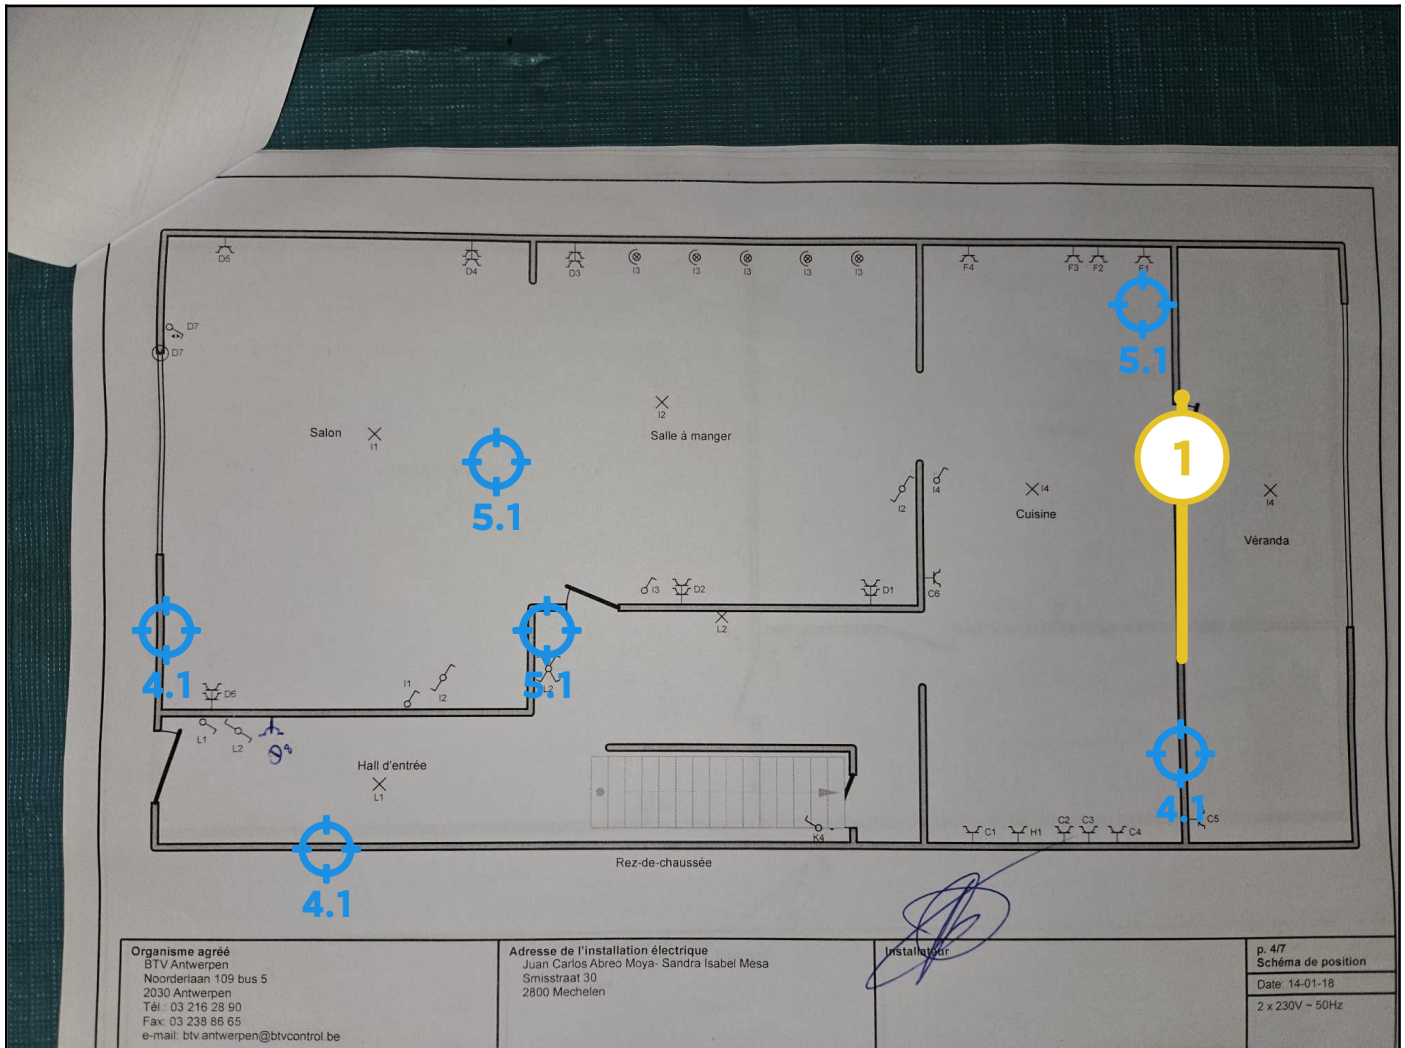 D5
D4
D3
I3
I3
I3
I3
I3
F4
F3
F2
F1
D7
D7
5.1
I2
Salon
I1
Salle à manger
1
5.1
I4
I2
I4
Cuisine
I4
Véranda
C6
I3
D2
D1
L2
4.1
5.1
L2
D6
I1
I2
L1
L2
Hall d'entrée
L1
4.1
K4
C1
H1
C2
C3
C4
C5
Rez-de-chaussée
4.1
Organisme agréé
BTV Antwerpen
Noorderlaan 109 bus 5
2030 Antwerpen
Tél.: 03 216 28 90
Fax: 03 238 86 65
e-mail: btv.antwerpen@btvcontrol.be
Adresse de l'installation électrique
Juan Carlos Abreo Moya- Sandra Isabel Mesa
Smisstraat 30
2800 Mechelen
Installateur
p. 4/7
Schéma de position
Date: 14-01-18
2 x 230V ~ 50Hz